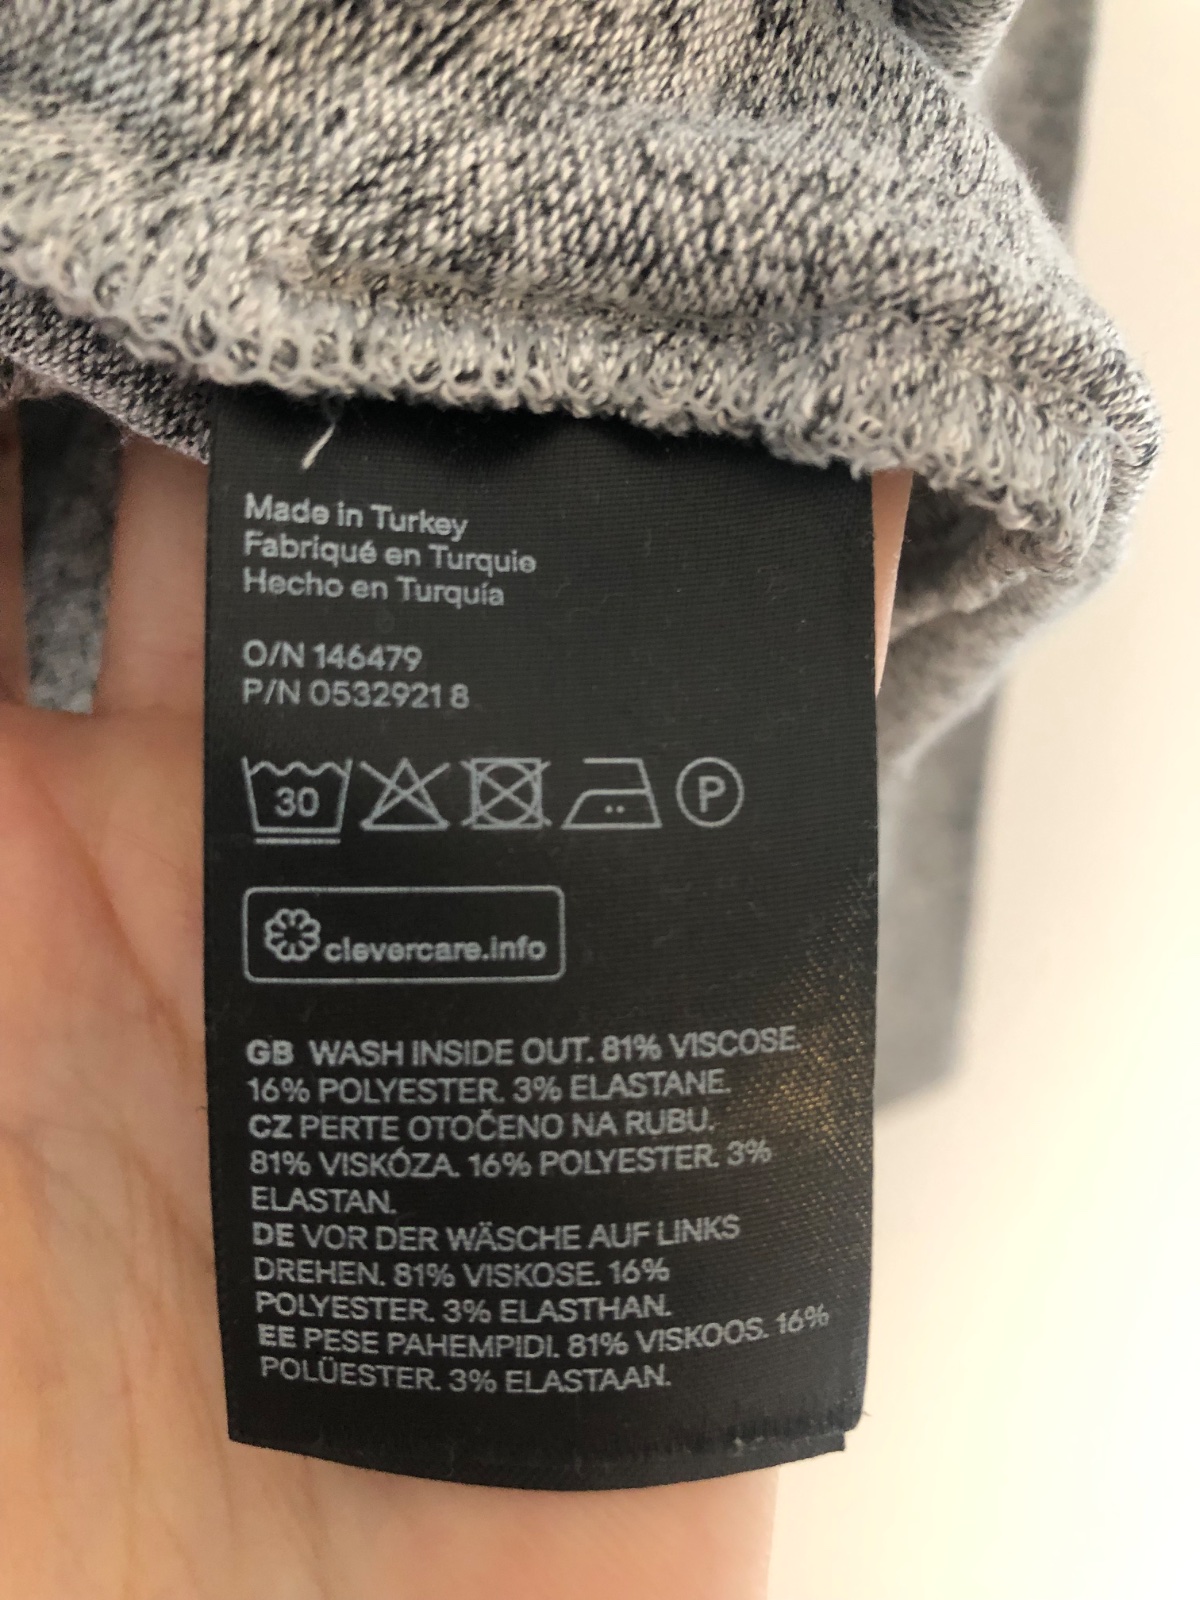 Made in Turkey
Fabriqué en Turquie
Hecho en Turquía
O/N 146479
P/N 0532921 8
30
P
clevercare.info
GB WASH INSIDE OUT. 81% VISCOSE.
16% POLYESTER. 3% ELASTANE.
CZ PERTE OTOČENO NA RUBU.
81% VISKÓZA. 16% POLYESTER. 3%
ELASTAN.
DE VOR DER WÄSCHE AUF LINKS
DREHEN. 81% VISKOSE. 16%
POLYESTER. 3% ELASTHAN.
EE PESE PAHEMPIDI. 81% VISKOOS. 16%
POLÜESTER. 3% ELASTAAN.